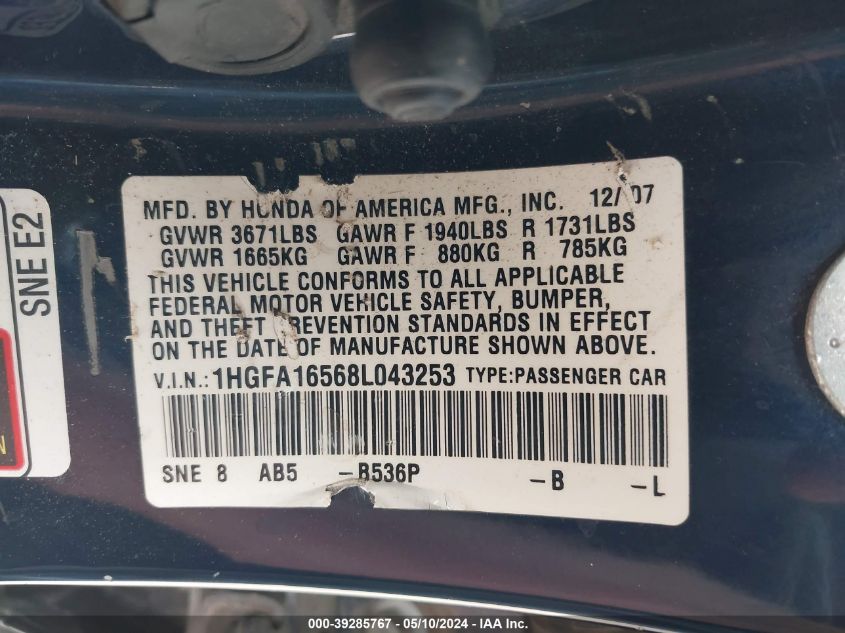 SNE E2
N
MFD. BY HONDA OF AMERICA MFG., INC. 12/07
GVWR 3671LBS GAWR F 1940LBS R 1731LBS
GVWR 1665KG GAWR F 880KG R 785KG
THIS VEHICLE CONFORMS TO ALL APPLICABLE
FEDERAL MOTOR VEHICLE SAFETY, BUMPER,
AND THEFT PREVENTION STANDARDS IN EFFECT
ON THE DATE OF MANUFACTURE SHOWN ABOVE.
V.I.N.: 1HGFA16568L043253 TYPE:PASSENGER CAR
SNE 8 AB5 -B536P -B -L
000-39285767 - 05/10/2024 - IAA Inc.